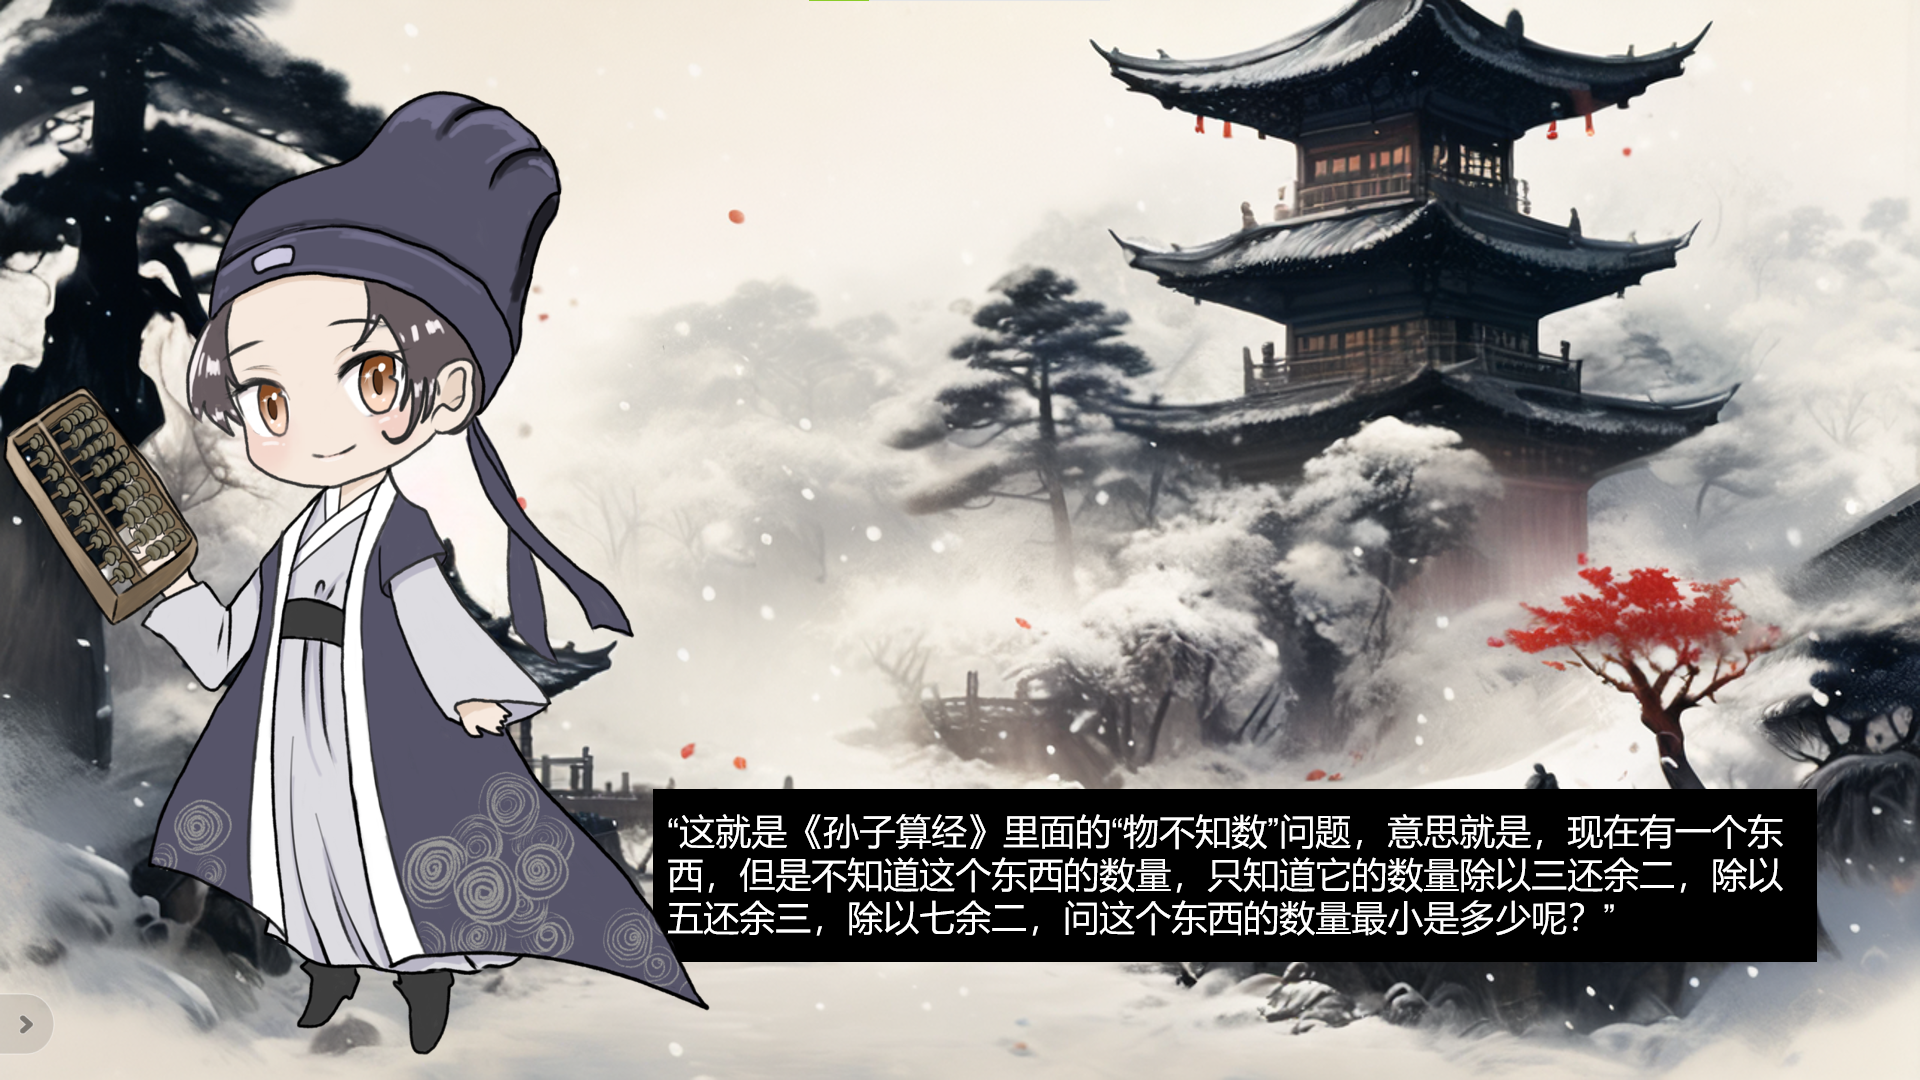 “这就是《孙子算经》里面的“物不知数”问题，意思就是，现在有一个东
西，但是不知道这个东西的数量，只知道它的数量除以三还余二，除以
五还余三，除以七余二，问这个东西的数量最小是多少呢？”